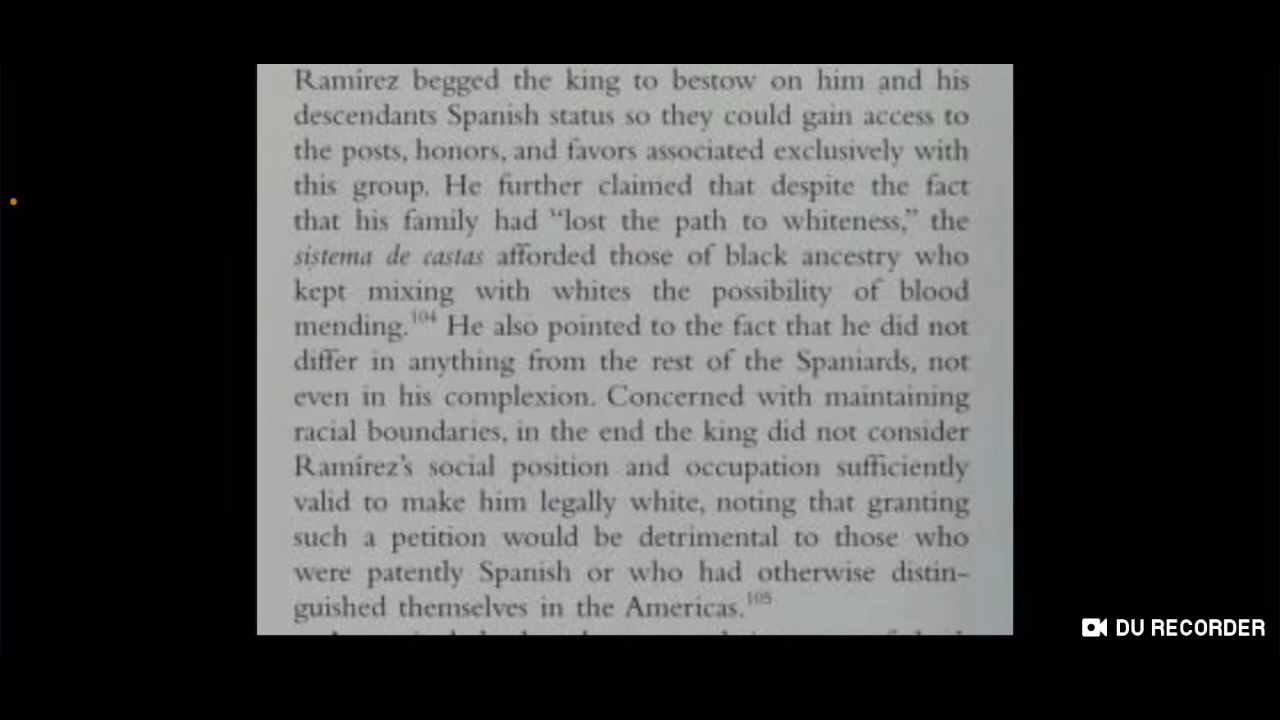 Ramírez begged the king to bestow on him and his
descendants Spanish status so they could gain access to
the posts, honors, and favors associated exclusively with
this group. He further claimed that despite the fact
that his family had “lost the path to whiteness,” the
sistema de castas afforded those of black ancestry who
kept mixing with whites the possibility of blood
mending.104 He also pointed to the fact that he did not
differ in anything from the rest of the Spaniards, not
even in his complexion. Concerned with maintaining
racial boundaries, in the end the king did not consider
Ramírez’s social position and occupation sufficiently
valid to make him legally white, noting that granting
such a petition would be detrimental to those who
were patently Spanish or who had otherwise distin-
guished themselves in the Americas.105
DU RECORDER